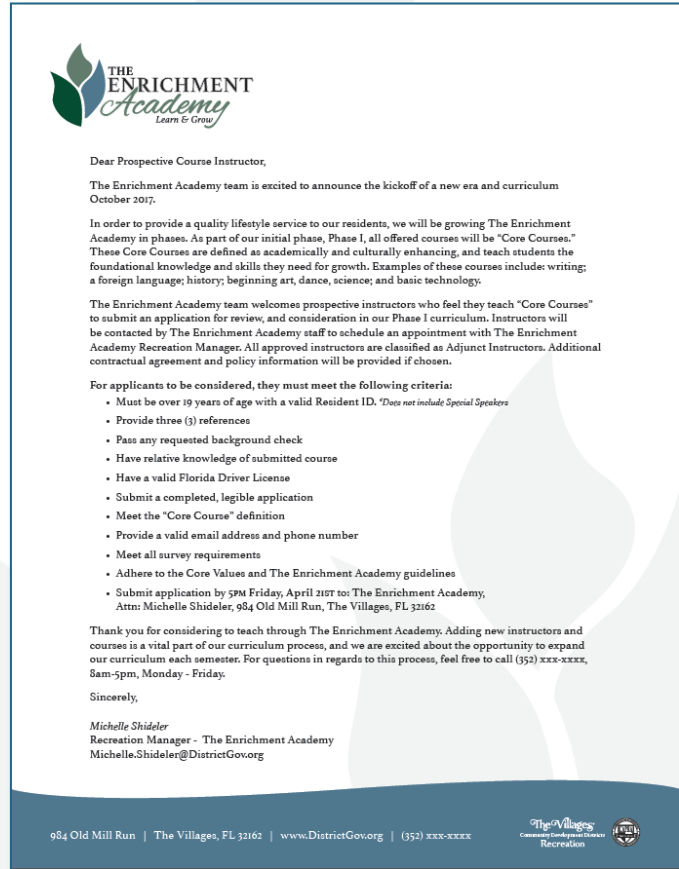 THE
ENRICHMENT
Academy
Learn & Grow
Dear Prospective Course Instructor,
The Enrichment Academy team is excited to announce the kickoff of a new era and curriculum
October 2017.
In order to provide a quality lifestyle service to our residents, we will be growing The Enrichment
Academy in phases. As part of our initial phase, Phase I, all offered courses will be “Core Courses.”
These Core Courses are defined as academically and culturally enhancing, and teach students the
foundational knowledge and skills they need for growth. Examples of these courses include: writing;
a foreign language; history; beginning art, dance, science; and basic technology.
The Enrichment Academy team welcomes prospective instructors who feel they teach “Core Courses”
to submit an application for review, and consideration in our Phase I curriculum. Instructors will
be contacted by The Enrichment Academy staff to schedule an appointment with The Enrichment
Academy Recreation Manager. All approved instructors are classified as Adjunct Instructors. Additional
contractual agreement and policy information will be provided if chosen.
For applicants to be considered, they must meet the following criteria:
• Must be over 19 years of age with a valid Resident ID. *Does not include Special Speakers
• Provide three (3) references
• Pass any requested background check
• Have relative knowledge of submitted course
• Have a valid Florida Driver License
• Submit a completed, legible application
• Meet the “Core Course” definition
• Provide a valid email address and phone number
• Meet all survey requirements
• Adhere to the Core Values and The Enrichment Academy guidelines
• Submit application by 5PM Friday, April 21ST to: The Enrichment Academy,
Attn: Michelle Shideler, 984 Old Mill Run, The Villages, FL 32162
Thank you for considering to teach through The Enrichment Academy. Adding new instructors and
courses is a vital part of our curriculum process, and we are excited about the opportunity to expand
our curriculum each semester. For questions in regards to this process, feel free to call (352) xxx-xxxx,
8am-5pm, Monday - Friday.
Sincerely,
Michelle Shideler
Recreation Manager - The Enrichment Academy
Michelle.Shideler@DistrictGov.org
984 Old Mill Run | The Villages, FL 32162 | www.DistrictGov.org | (352) xxx-xxxx
The Villages
Community Development Districts
Recreation